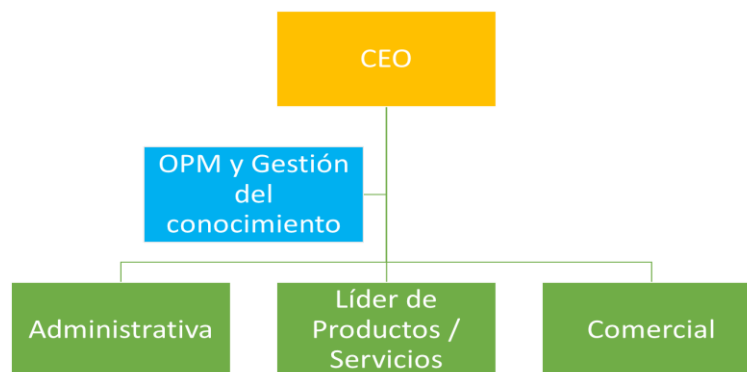 CEO
OPM y Gestión
del
conocimiento
Administrativa
Líder de
Productos /
Servicios
Comercial